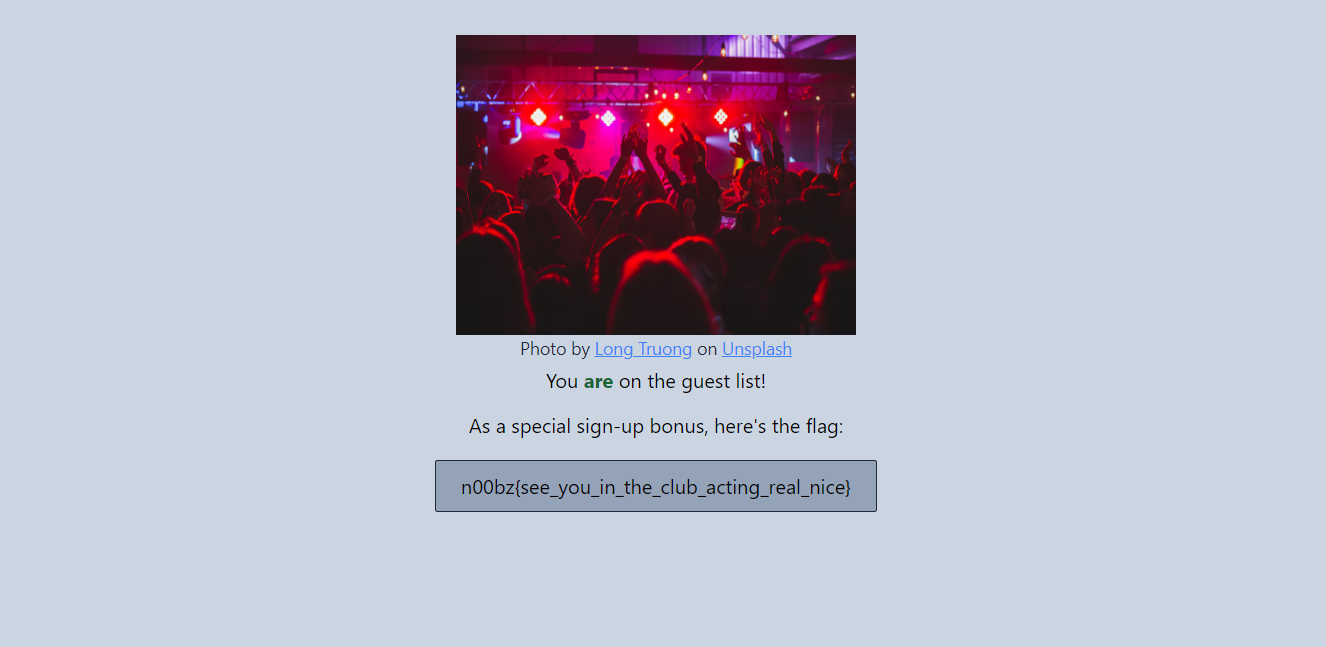 Photo by Long Truong on Unsplash
You are on the guest list!
As a special sign-up bonus, here's the flag:
n00bz{see_you_in_the_club_acting_real_nice}